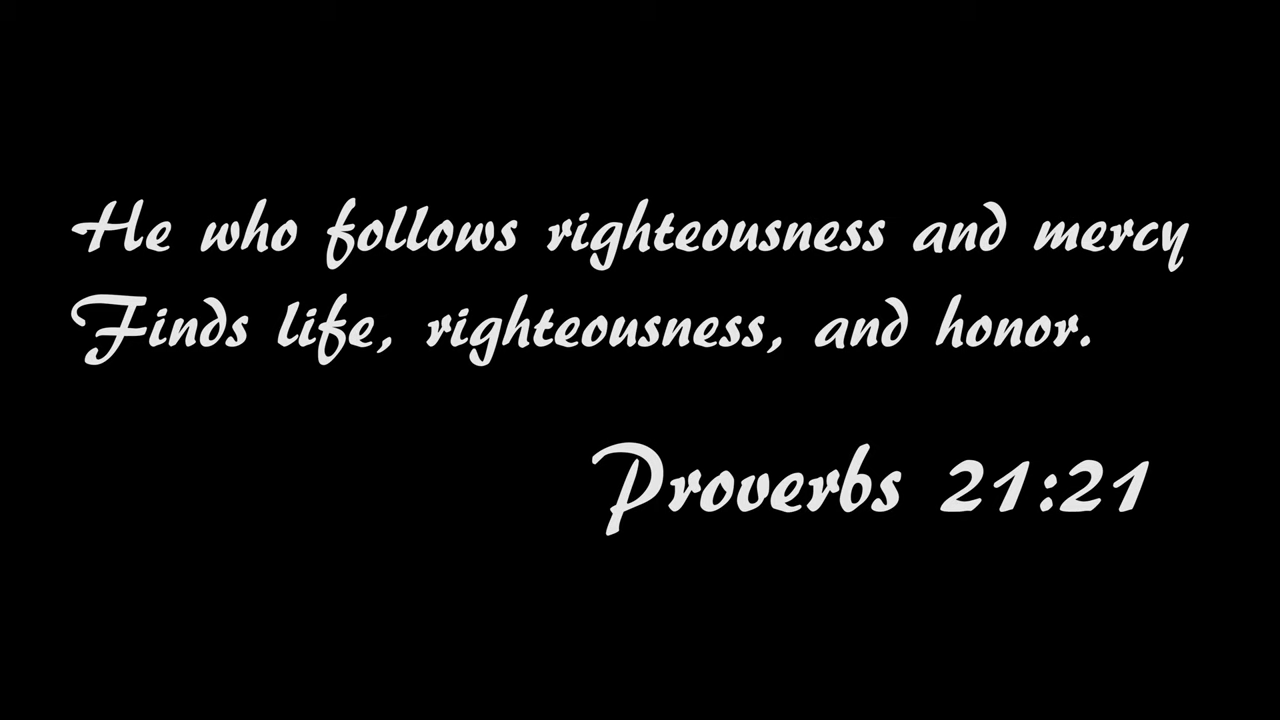 He who follows righteousness and mercy
Finds life, righteousness, and honor.
Proverbs 21:21